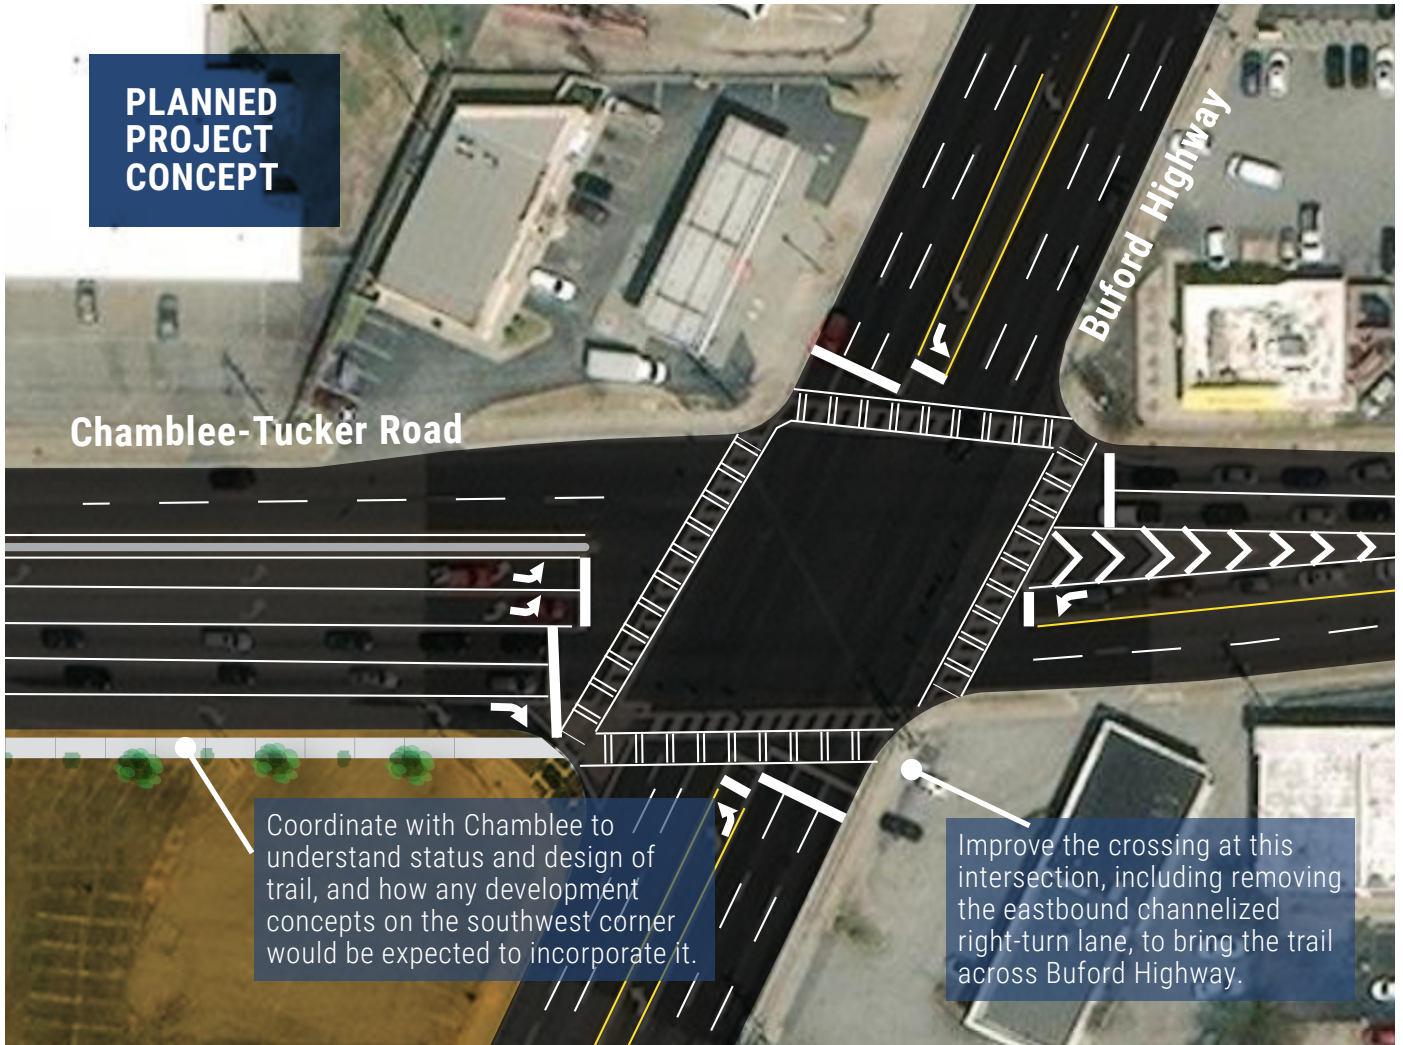 PLANNED
PROJECT
CONCEPT
Buford Highway
Chamblee-Tucker Road
Coordinate with Chamblee to
understand status and design of
trail, and how any development
concepts on the southwest corner
would be expected to incorporate it.
Improve the crossing at this
intersection, including removing
the eastbound channelized
right-turn lane, to bring the trail
across Buford Highway.